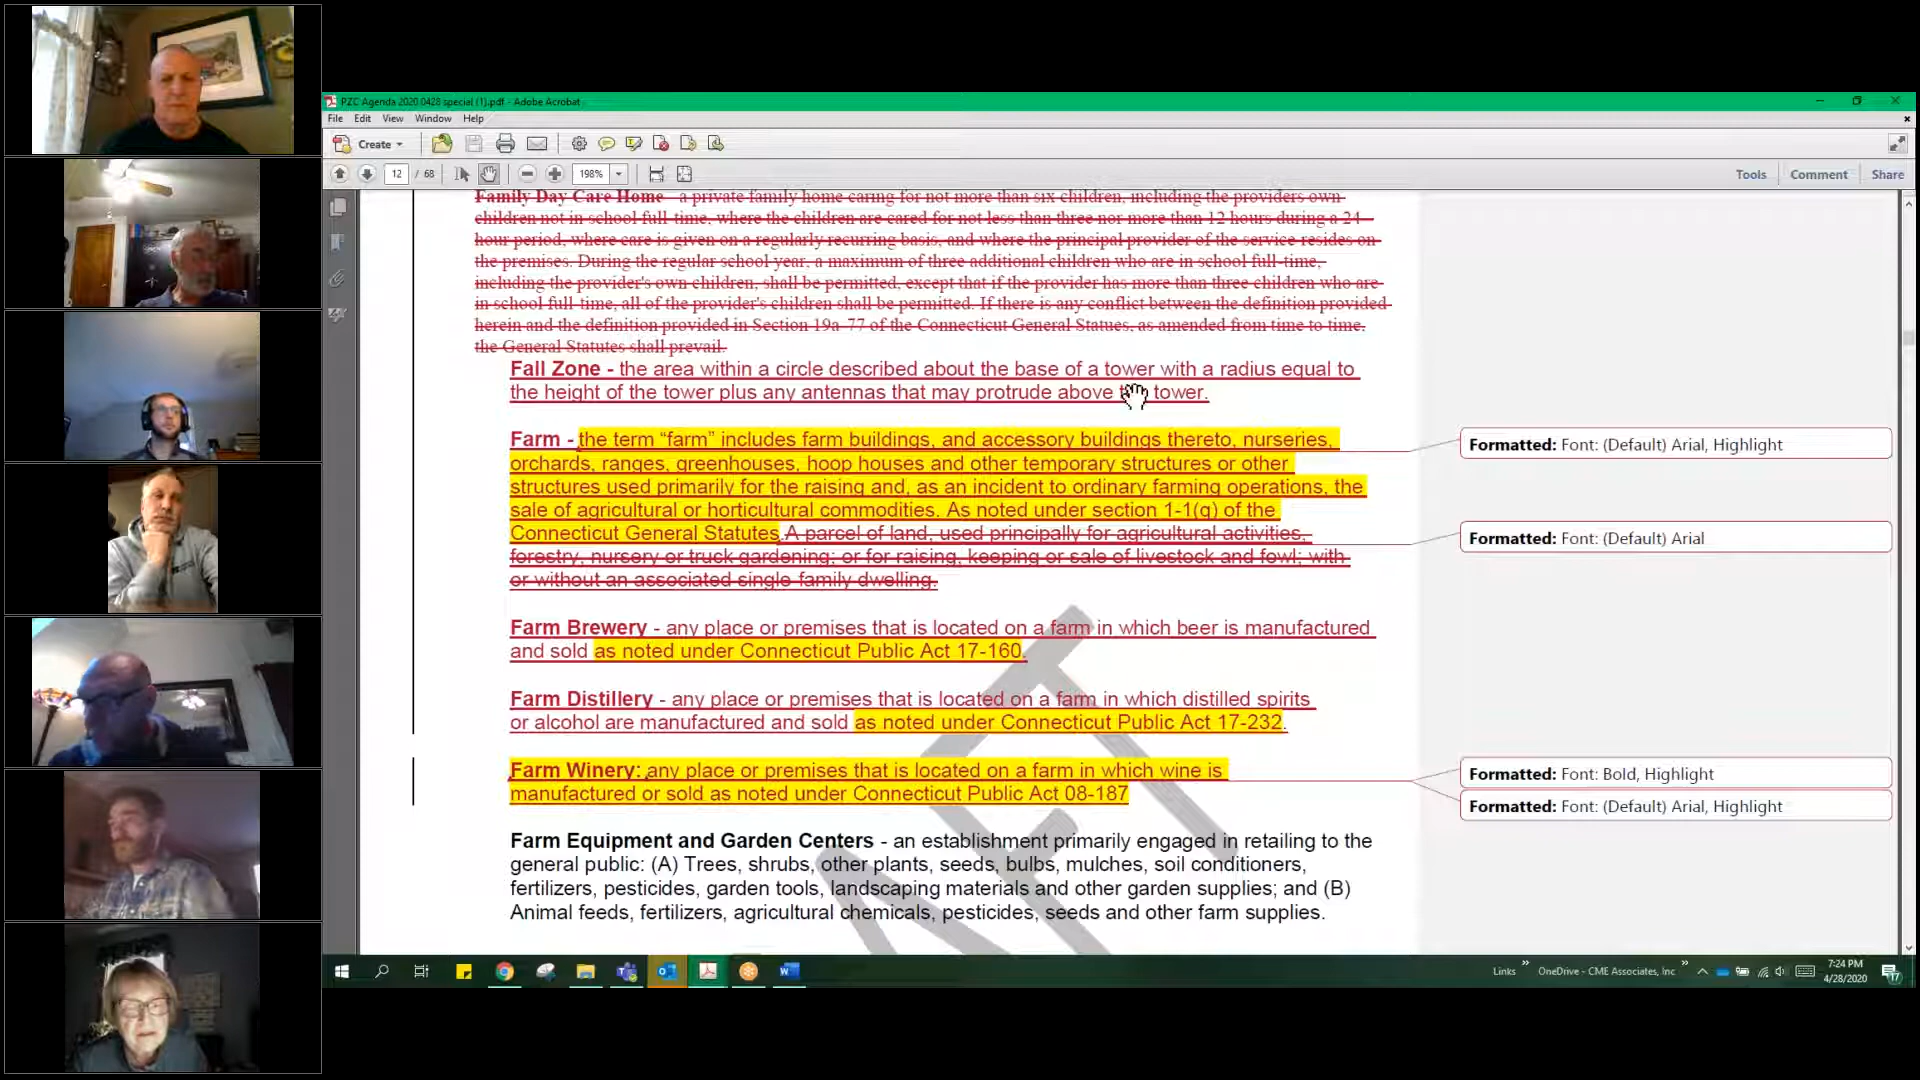 PZC Agenda 2020 0428 special (1).pdf - Adobe Acrobat
File Edit View Window Help
Create
12 / 68 198% Tools Comment Share
Family Day Care Home - a private family home caring for not more than six children, including the providers own
children not in school full-time, where the children are cared for not less than three nor more than 12 hours during a 24-
hour period, where care is given on a regularly recurring basis, and where the principal provider of the service resides on
the premises. During the regular school year, a maximum of three additional children who are in school full-time,
including the provider's own children, shall be permitted, except that if the provider has more than three children who are
in school full-time, all of the provider's children shall be permitted. If there is any conflict between the definition provided
herein and the definition provided in Section 19a-77 of the Connecticut General Statues, as amended from time to time,
the General Statutes shall prevail.
Fall Zone - the area within a circle described about the base of a tower with a radius equal to
the height of the tower plus any antennas that may protrude above tower.
Farm - the term “farm” includes farm buildings, and accessory buildings thereto, nurseries,
orchards, ranges, greenhouses, hoop houses and other temporary structures or other
structures used primarily for the raising and, as an incident to ordinary farming operations, the
sale of agricultural or horticultural commodities. As noted under section 1-1(q) of the
Connecticut General Statutes. A parcel of land, used principally for agricultural activities,
forestry, nursery or truck gardening; or for raising, keeping or sale of livestock and fowl; with
or without an associated single-family dwelling.
Farm Brewery - any place or premises that is located on a farm in which beer is manufactured
and sold as noted under Connecticut Public Act 17-160.
Farm Distillery - any place or premises that is located on a farm in which distilled spirits
or alcohol are manufactured and sold as noted under Connecticut Public Act 17-232.
Farm Winery: any place or premises that is located on a farm in which wine is
manufactured or sold as noted under Connecticut Public Act 08-187
Farm Equipment and Garden Centers - an establishment primarily engaged in retailing to the
general public: (A) Trees, shrubs, other plants, seeds, bulbs, mulches, soil conditioners,
fertilizers, pesticides, garden tools, landscaping materials and other garden supplies; and (B)
Animal feeds, fertilizers, agricultural chemicals, pesticides, seeds and other farm supplies.
Formatted: Font: (Default) Arial, Highlight
Formatted: Font: (Default) Arial
Formatted: Font: Bold, Highlight
Formatted: Font: (Default) Arial, Highlight
Links OneDrive - CME Associates, Inc 7:24 PM
4/28/2020 17